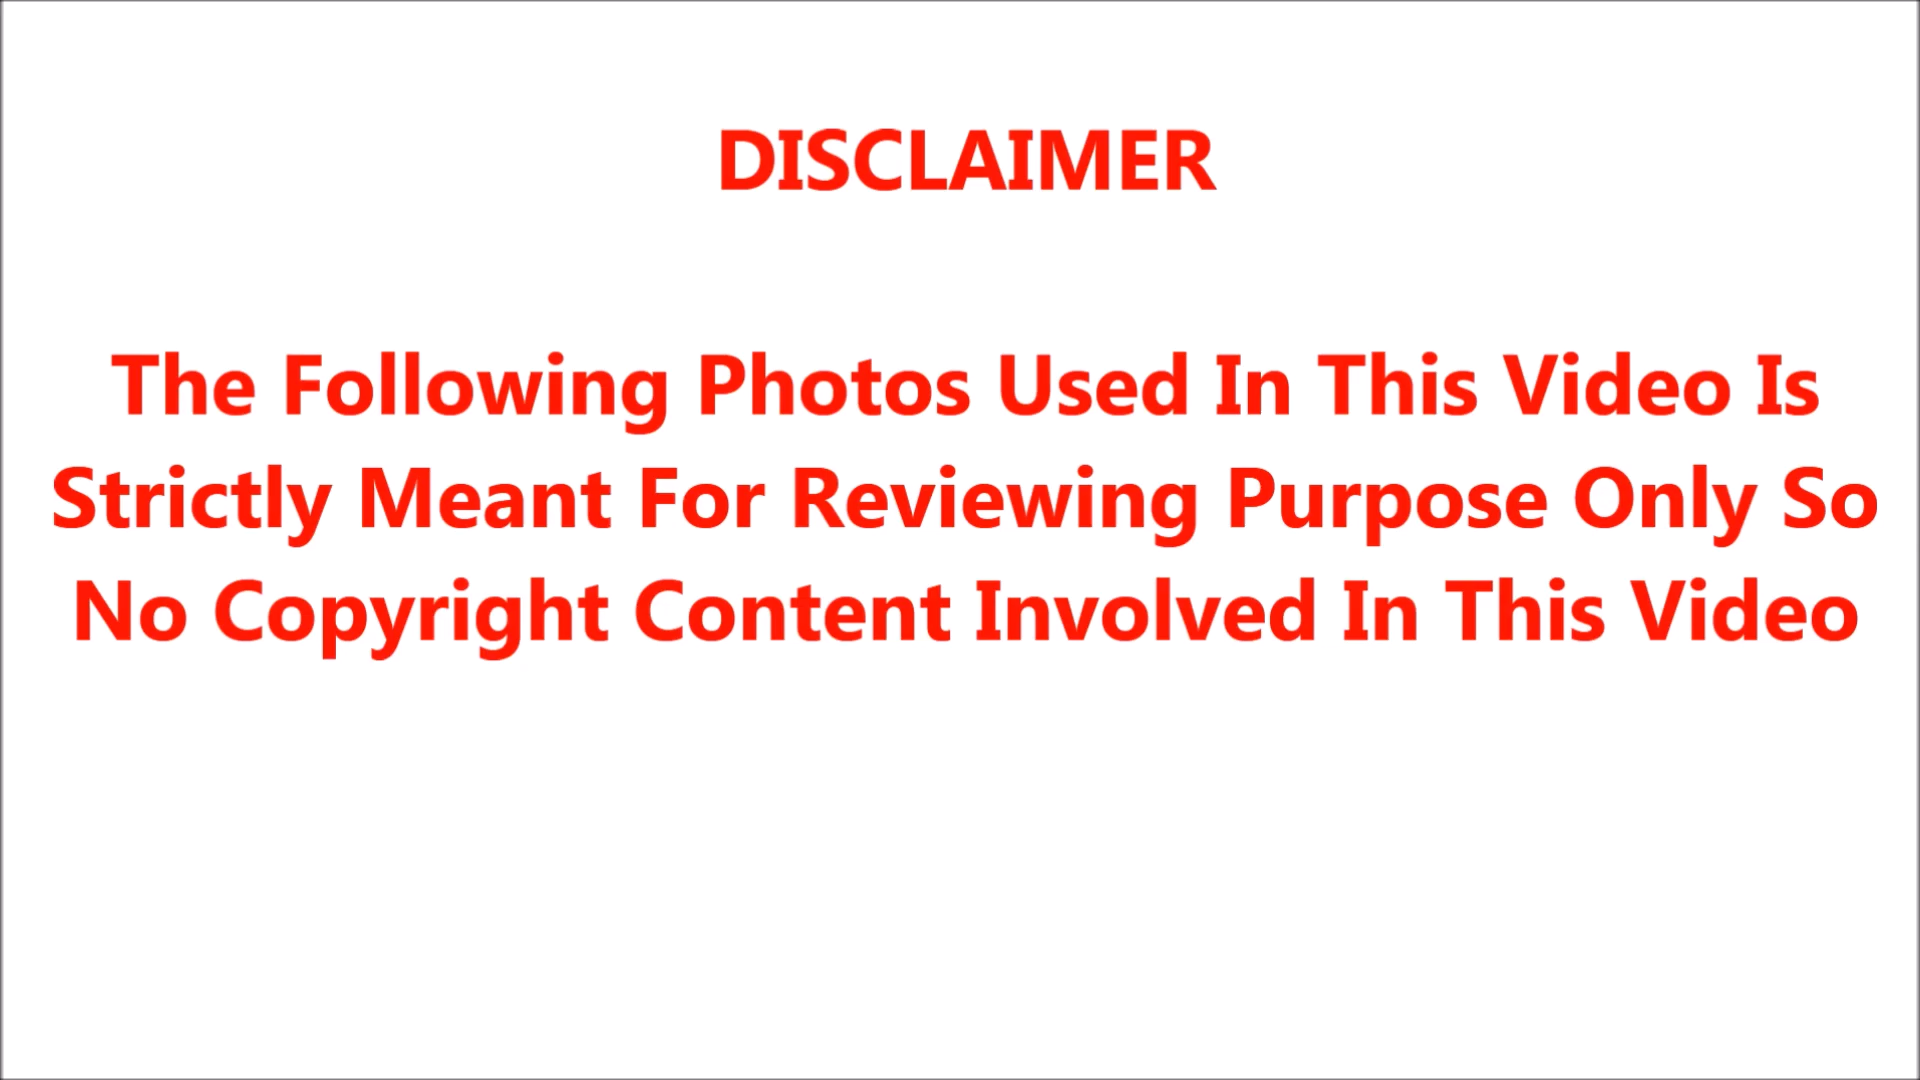 DISCLAIMER
The Following Photos Used In This Video Is
Strictly Meant For Reviewing Purpose Only So
No Copyright Content Involved In This Video